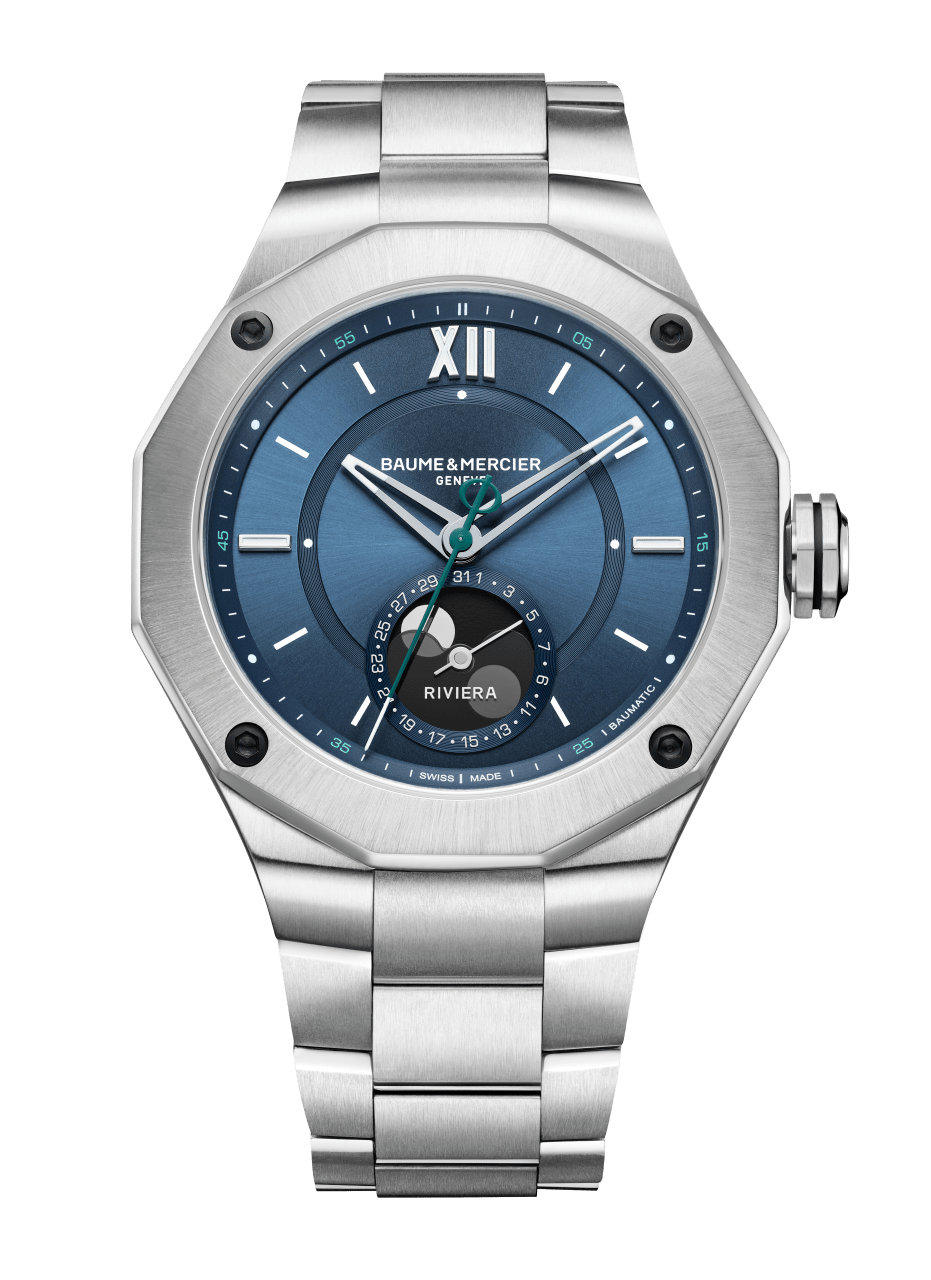 XII
55
05
BAUME & MERCIER
GENEVE
45
15
31 1 3 5 7 9 11 13 15 17 19 21 23 25 27 29
RIVIERA
35
25
BAUMATIC
SWISS MADE